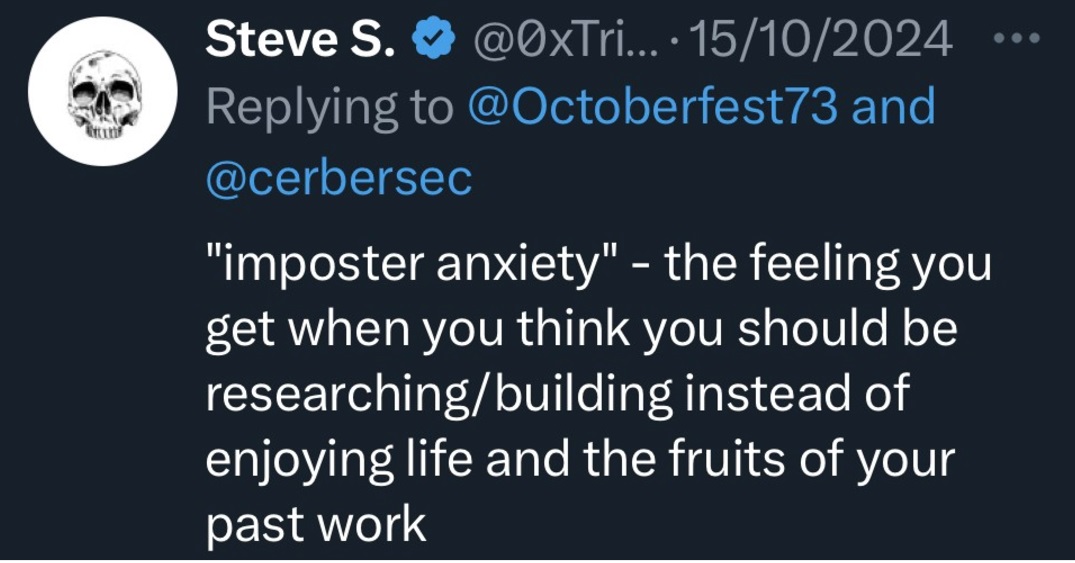 Steve S. @0xTri... · 15/10/2024
Replying to @Octoberfest73 and
@cerbersec
"imposter anxiety" - the feeling you
get when you think you should be
researching/building instead of
enjoying life and the fruits of your
past work